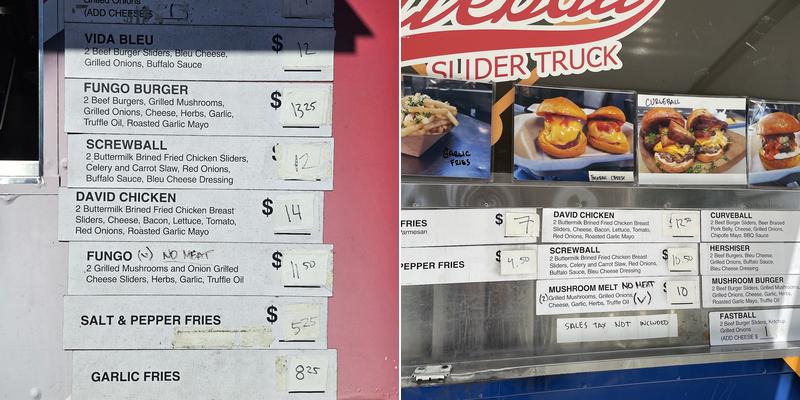 Grilled Onions
(ADD CHEESE $
VIDA BLEU
2 Beef Burger Sliders, Bleu Cheese,
Grilled Onions, Buffalo Sauce
$ 12
FUNGO BURGER
2 Beef Burgers, Grilled Mushrooms,
Grilled Onions, Cheese, Herbs, Garlic,
Truffle Oil, Roasted Garlic Mayo
$ 13.25
SCREWBALL
2 Buttermilk Brined Fried Chicken Sliders,
Celery and Carrot Slaw, Red Onions,
Buffalo Sauce, Bleu Cheese Dressing
$ 12
DAVID CHICKEN
2 Buttermilk Brined Fried Chicken Breast
Sliders, Cheese, Bacon, Lettuce, Tomato,
Red Onions, Roasted Garlic Mayo
$ 14
FUNGO (V) NO MEAT
2 Grilled Mushrooms and Onion Grilled
Cheese Sliders, Herbs, Garlic, Truffle Oil
$ 11.50
SALT & PEPPER FRIES
$ 5.25
GARLIC FRIES
8.25
SLIDER TRUCK
GARLIC
FRIES
CURVEBALL
FRIES
Parmesan
$ 7
PEPPER FRIES
$ 4.50
DAVID CHICKEN
2 Buttermilk Brined Fried Chicken Breast
Sliders, Cheese, Bacon, Lettuce, Tomato,
Red Onions, Roasted Garlic Mayo
$12.50
SCREWBALL
2 Buttermilk Brined Fried Chicken Sliders,
Celery and Carrot Slaw, Red Onions,
Buffalo Sauce, Bleu Cheese Dressing
$ 10.50
MUSHROOM MELT NO MEAT
(2) Grilled Mushrooms, Grilled Onions, (V)
Cheese, Garlic, Herbs, Truffle Oil
10
SALES TAX NOT INCLUDED
CURVEBALL
2 Beef Burger Sliders, Beer Braised
Pork Belly, Cheese, Grilled Onions,
Chipotle Mayo, BBQ Sauce
HERSHISER
2 Beef Burgers, Bleu Cheese,
Grilled Onions, Buffalo Sauce,
Bleu Cheese Dressing
MUSHROOM BURGER
2 Beef Burger Sliders, Grilled Mushrooms,
Grilled Onions, Cheese, Garlic, Herbs,
Truffle Oil, Roasted Garlic Mayo
FASTBALL
2 Beef Burger Sliders, Ketchup,
Grilled Onions
(ADD CHEESE $ 1